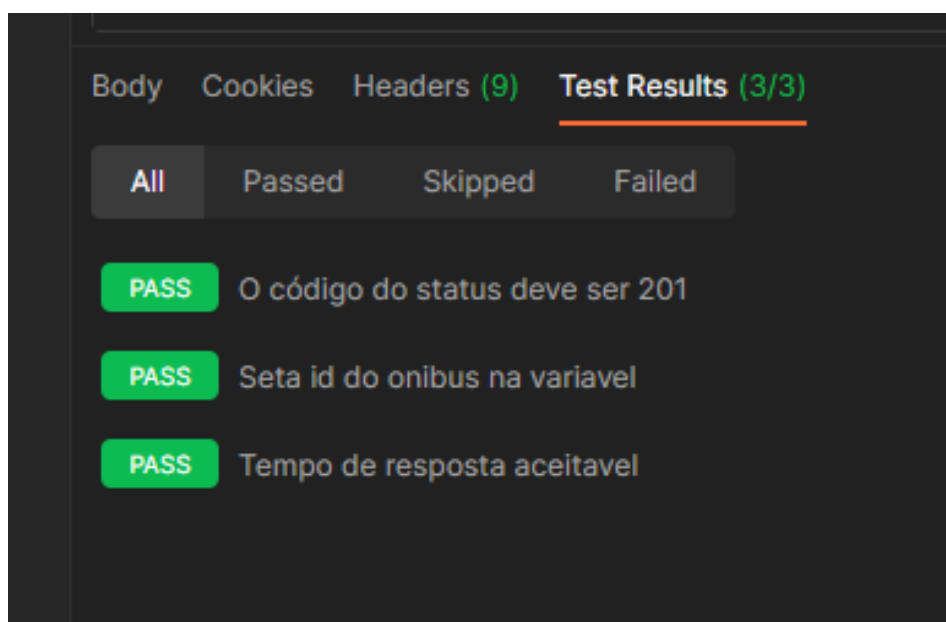 Body Cookies Headers (9) Test Results (3/3)
All Passed Skipped Failed
PASS O código do status deve ser 201
PASS Seta id do onibus na variavel
PASS Tempo de resposta aceitavel